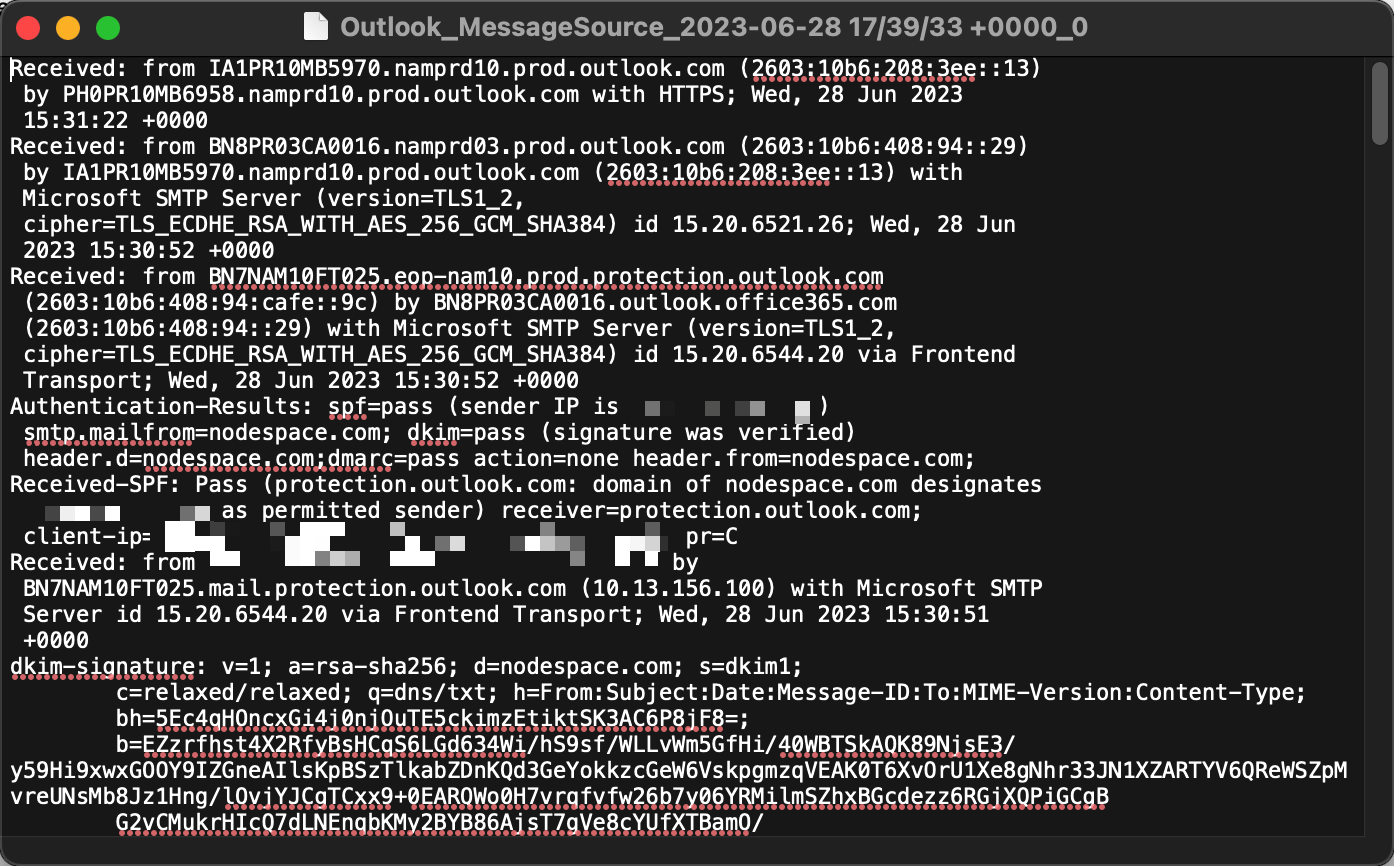 Outlook_MessageSource_2023-06-28 17/39/33 +0000_0
Received: from IA1PR10MB5970.namprd10.prod.outlook.com (2603:10b6:208:3ee::13)
by PH0PR10MB6958.namprd10.prod.outlook.com with HTTPS; Wed, 28 Jun 2023
15:31:22 +0000
Received: from BN8PR03CA0016.namprd03.prod.outlook.com (2603:10b6:408:94::29)
by IA1PR10MB5970.namprd10.prod.outlook.com (2603:10b6:208:3ee::13) with
Microsoft SMTP Server (version=TLS1_2,
cipher=TLS_ECDHE_RSA_WITH_AES_256_GCM_SHA384) id 15.20.6521.26; Wed, 28 Jun
2023 15:30:52 +0000
Received: from BN7NAM10FT025.eop-nam10.prod.protection.outlook.com
(2603:10b6:408:94:cafe::9c) by BN8PR03CA0016.outlook.office365.com
(2603:10b6:408:94::29) with Microsoft SMTP Server (version=TLS1_2,
cipher=TLS_ECDHE_RSA_WITH_AES_256_GCM_SHA384) id 15.20.6544.20 via Frontend
Transport; Wed, 28 Jun 2023 15:30:52 +0000
Authentication-Results: spf=pass (sender IP is )
smtp.mailfrom=nodespace.com; dkim=pass (signature was verified)
header.d=nodespace.com;dmarc=pass action=none header.from=nodespace.com;
Received-SPF: Pass (protection.outlook.com: domain of nodespace.com designates
as permitted sender) receiver=protection.outlook.com;
client-ip= pr=C
Received: from by
BN7NAM10FT025.mail.protection.outlook.com (10.13.156.100) with Microsoft SMTP
Server id 15.20.6544.20 via Frontend Transport; Wed, 28 Jun 2023 15:30:51
+0000
dkim-signature: v=1; a=rsa-sha256; d=nodespace.com; s=dkim1;
c=relaxed/relaxed; q=dns/txt; h=From:Subject:Date:Message-ID:To:MIME-Version:Content-Type;
bh=5Ec4qHOncxGi4j0njOuTE5ckimzEtiktSK3AC6P8jF8=;
b=EZzrfhst4X2RfyBsHCqS6LGd634Wi/hS9sf/WLLvWm5GfHi/40WBTSkAQK89NjsE3/
y59Hi9xwxGOOY9IZGneAIlsKpBSzTlkabZDnKQd3GeYokkzcGeW6VskpgmzqVEAK0T6XvOrU1Xe8gNhr33JN1XZARTYV6QReWSZpM
vreUNsMb8Jz1Hng/lOvjYJCgTCxx9+0EARQWo0H7vrqfvfw26b7y06YRMilmSZhxBGcdezz6RGjXQPiGCgB
G2vCMukrHIcQ7dLNEnqbKMy2BYB86AjsT7gVe8cYUfXTBamO/